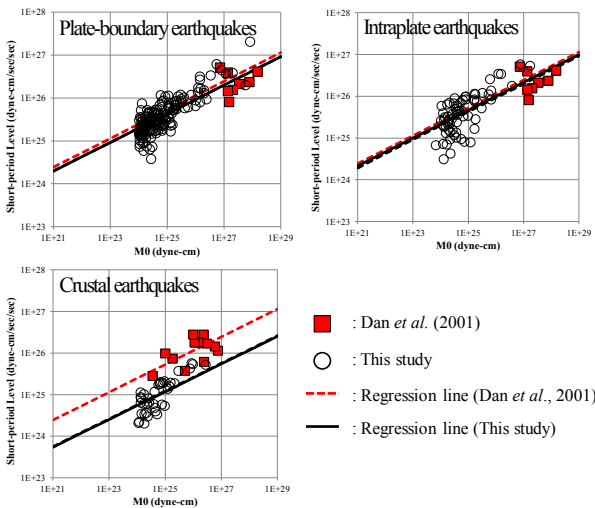 Plate-boundary earthquakes
1E+28
1E+27
1E+26
1E+25
1E+24
1E+23
1E+21 1E+23 1E+25 1E+27 1E+29
M0 (dyne-cm)
Short-period Level (dyne-cm/sec/sec)
Intraplate earthquakes
1E+28
1E+27
1E+26
1E+25
1E+24
1E+23
1E+21 1E+23 1E+25 1E+27 1E+29
M0 (dyne-cm)
Short-period Level (dyne-cm/sec/sec)
Crustal earthquakes
1E+28
1E+27
1E+26
1E+25
1E+24
1E+23
1E+21 1E+23 1E+25 1E+27 1E+29
M0 (dyne-cm)
Short-period Level (dyne-cm/sec/sec)
: Dan et al. (2001)
: This study
: Regression line (Dan et al., 2001)
: Regression line (This study)